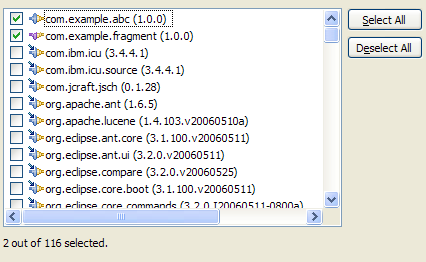 com.example.abc (1.0.0)
com.example.fragment (1.0.0)
com.ibm.icu (3.4.4.1)
com.ibm.icu.source (3.4.4.1)
com.jcraft.jsch (0.1.28)
org.apache.ant (1.6.5)
org.apache.lucene (1.4.103.v20060510a)
org.eclipse.ant.core (3.1.100.v20060511)
org.eclipse.ant.ui (3.2.0.v20060511)
org.eclipse.compare (3.2.0.v20060525)
org.eclipse.core.boot (3.1.100.v20060511)
org.eclipse.core.commands (3.2.0.I20060511-0800a)
Select All
Deselect All
2 out of 116 selected.